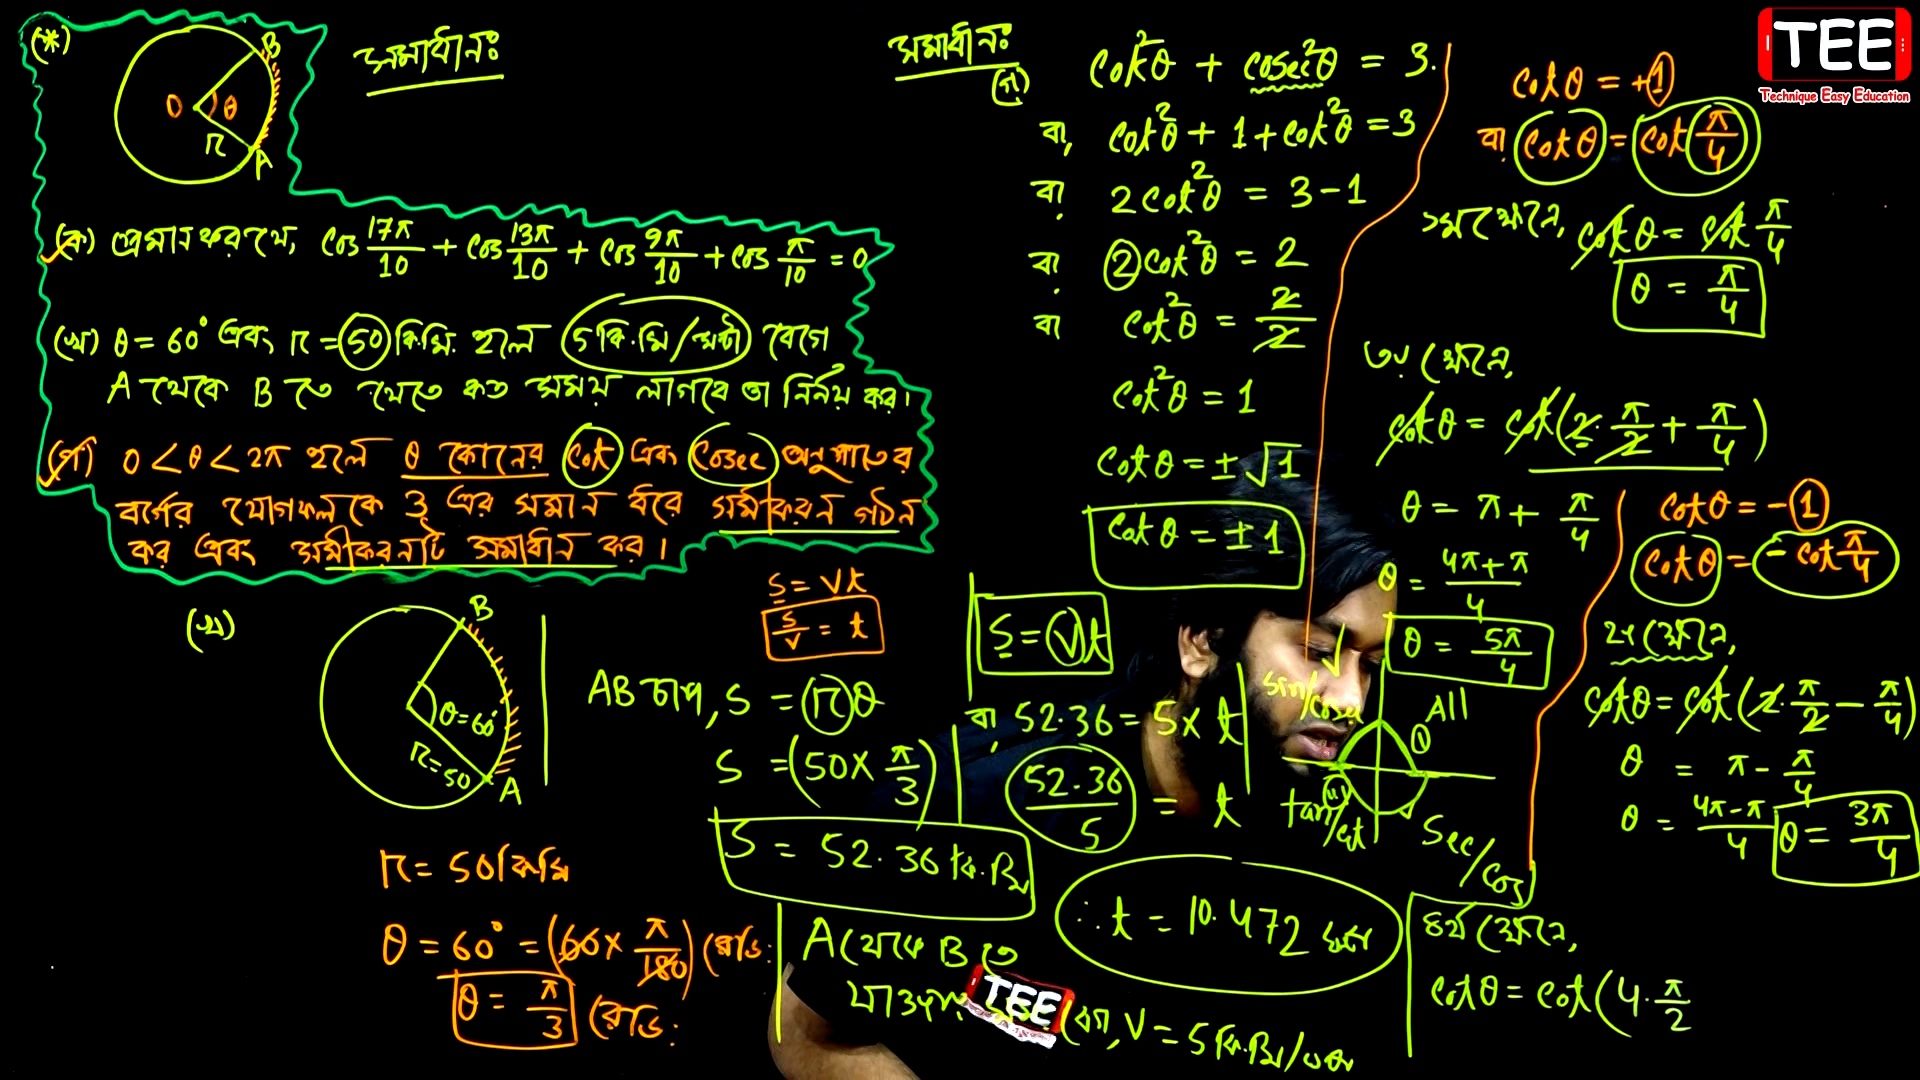 (*)
B
O θ
r
A
সমাধানঃ
(ক) প্রমান কর যে, cos 17π/10 + cos 13π/10 + cos 9π/10 + cos π/10 = 0
(খ) θ = 60° এবং r = 50 কি.মি. হলে 5 কি.মি/ঘন্টা বেগে
A থেকে B তে যেতে কত সময় লাগবে তা নির্নয় কর।
(গ) 0 < θ < 2π হলে θ কোনের cot এবং cosec অনুপাতের
বর্গের যোগফলকে 3 এর সমান ধরে সমীকরন গঠন
কর এবং সমীকরনটি সমাধান কর।
(খ)
B
θ = 60°
r = 50
A
r = 50 কিমি
θ = 60° = (60 × π/180) (রেডি:
θ = π/3 (রেডি:
s = vt
s/v = t
AB চাপ, S = rθ
S = (50 × π/3)
S = 52.36 কি.মি
A থেকে B তে
বেগ, V = 5 কি.মি/ঘন্টা
S = Vt
বা, 52.36 = 5 × t
52.36/5 = t
∴ t = 10.472 ঘন্টা
সমাধানঃ
(গ)
cot²θ + cosec²θ = 3.
বা, cot²θ + 1 + cot²θ = 3
বা, 2cot²θ = 3 - 1
বা, 2cot²θ = 2
বা cot²θ = 2/2
cot²θ = 1
cotθ = ± √1
cotθ = ± 1
sin/cosec
All
tan/cot
Sec/cos
cotθ = +1
বা cotθ = cot π/4
১ম ক্ষেত্রে, cotθ = cot π/4
θ = π/4
৩য় ক্ষেত্রে,
cotθ = cot(2·π/2 + π/4)
θ = π + π/4
θ = 4π+π/4
θ = 5π/4
cotθ = -1
cotθ = - cot π/4
২য় ক্ষেত্রে,
cotθ = cot(2·π/2 - π/4)
θ = π - π/4
θ = 4π-π/4
θ = 3π/4
৪র্থ ক্ষেত্রে,
cotθ = cot(4·π/2
TEE
Technique Easy Education
TEE